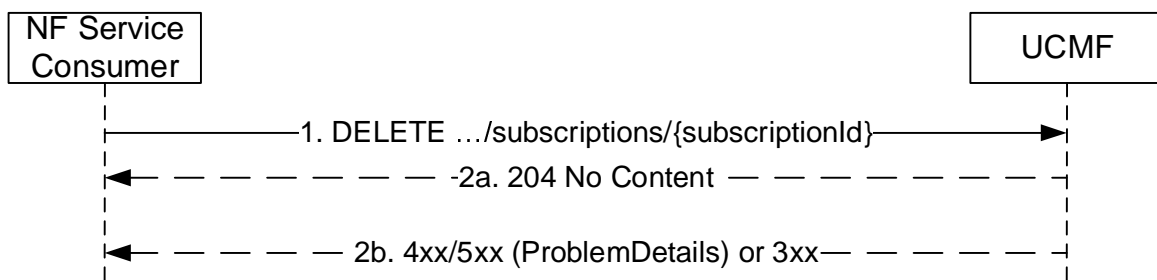 NF Service
Consumer
UCMF
1. DELETE …/subscriptions/{subscriptionId}
2a. 204 No Content
2b. 4xx/5xx (ProblemDetails) or 3xx